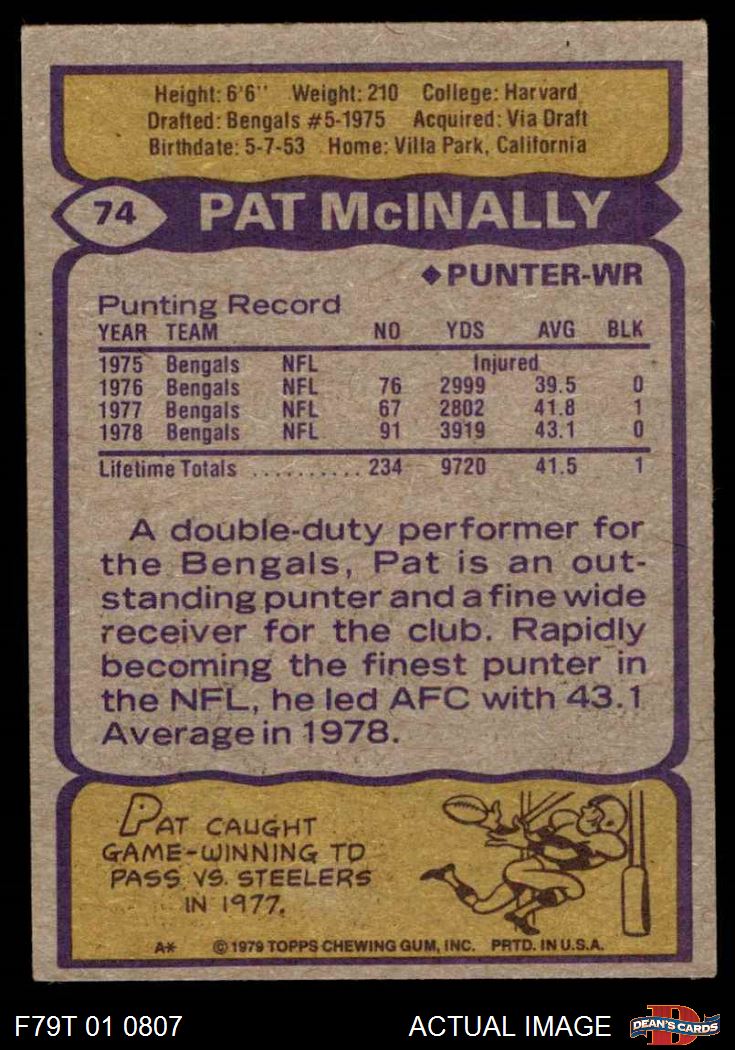 Height: 6'6" Weight: 210 College: Harvard
Drafted: Bengals #5-1975 Acquired: Via Draft
Birthdate: 5-7-53 Home: Villa Park, California
74 PAT McINALLY
◆PUNTER-WR
Punting Record
YEAR TEAM NO YDS AVG BLK
1975 Bengals NFL Injured
1976 Bengals NFL 76 2999 39.5 0
1977 Bengals NFL 67 2802 41.8 1
1978 Bengals NFL 91 3919 43.1 0
Lifetime Totals .......... 234 9720 41.5 1
A double-duty performer for
the Bengals, Pat is an out-
standing punter and a fine wide
receiver for the club. Rapidly
becoming the finest punter in
the NFL, he led AFC with 43.1
Average in 1978.
PAT CAUGHT
GAME-WINNING TD
PASS VS. STEELERS
IN 1977.
A* © 1979 TOPPS CHEWING GUM, INC. PRTD. IN U.S.A.
F79T 01 0807 ACTUAL IMAGE D DEAN'S CARDS